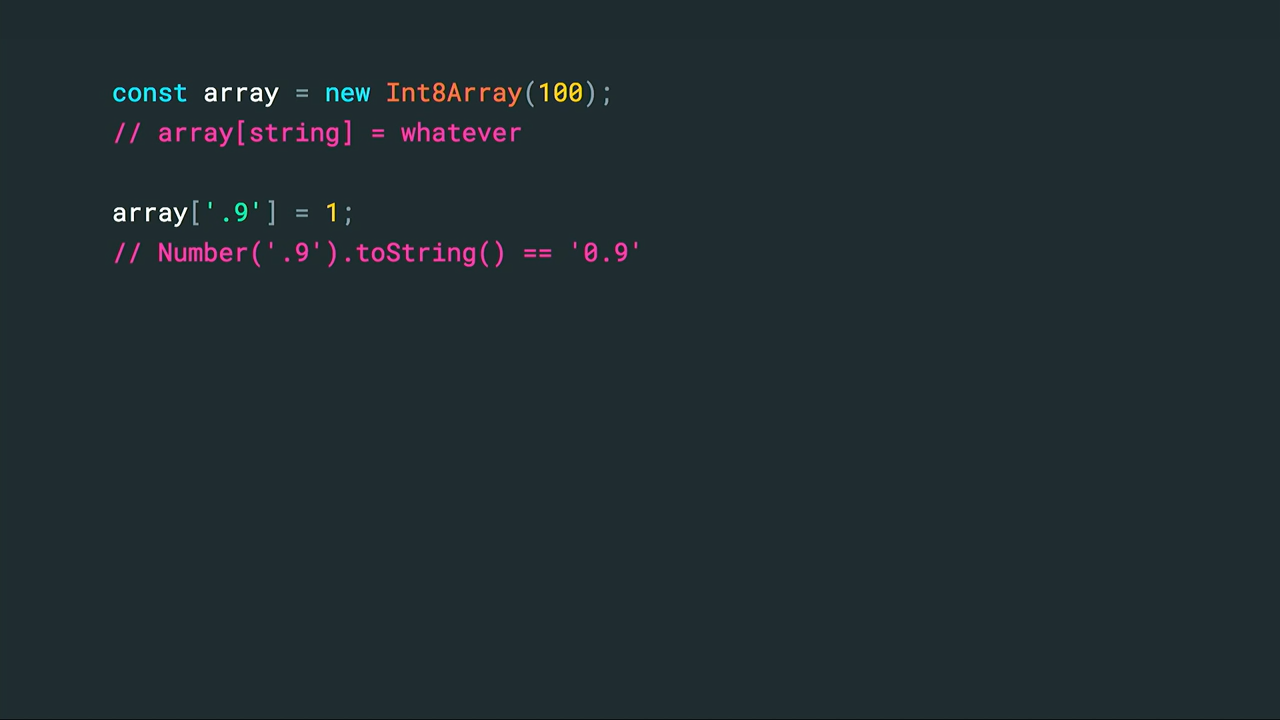 const array = new Int8Array(100);
// array[string] = whatever
array['.9'] = 1;
// Number('.9').toString() == '0.9'